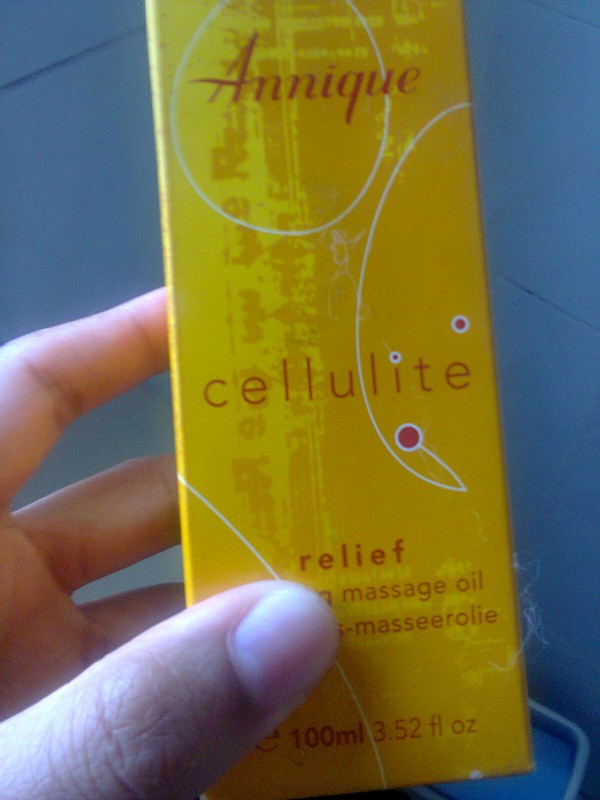 Annique
cellulite
relief
g massage oil
s-masseerolie
e 100ml 3.52 fl oz